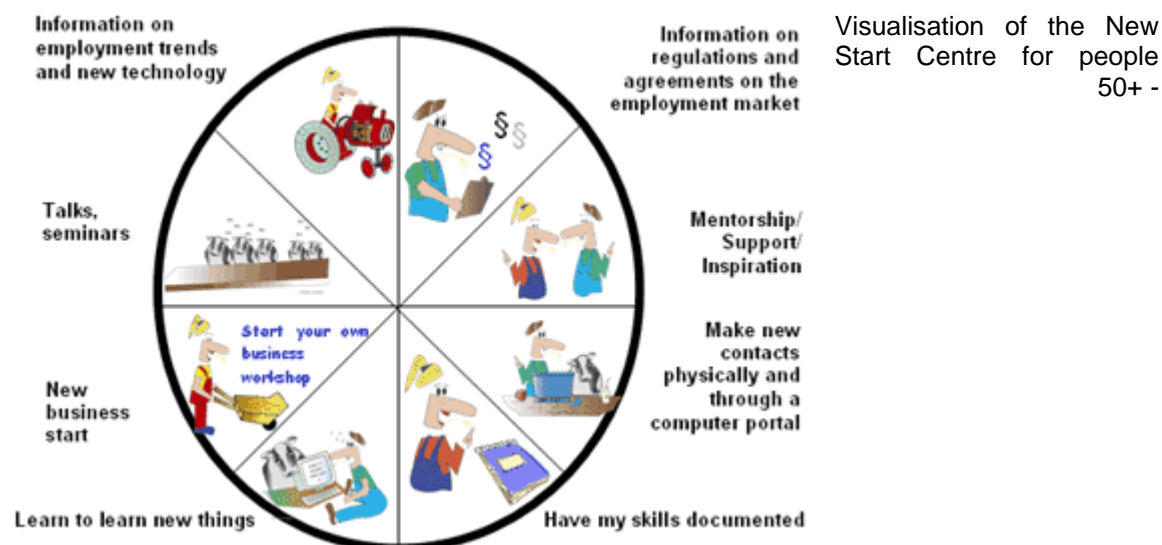 Information on
employment trends
and new technology
Information on
regulations and
agreements on the
employment market
Visualisation of the New
Start Centre for people
50+ -
§ §
§
Talks,
seminars
Mentorship/
Support/
Inspiration
Start your own
business
workshop
New
business
start
Make new
contacts
physically and
through a
computer portal
Learn to learn new things
Have my skills documented